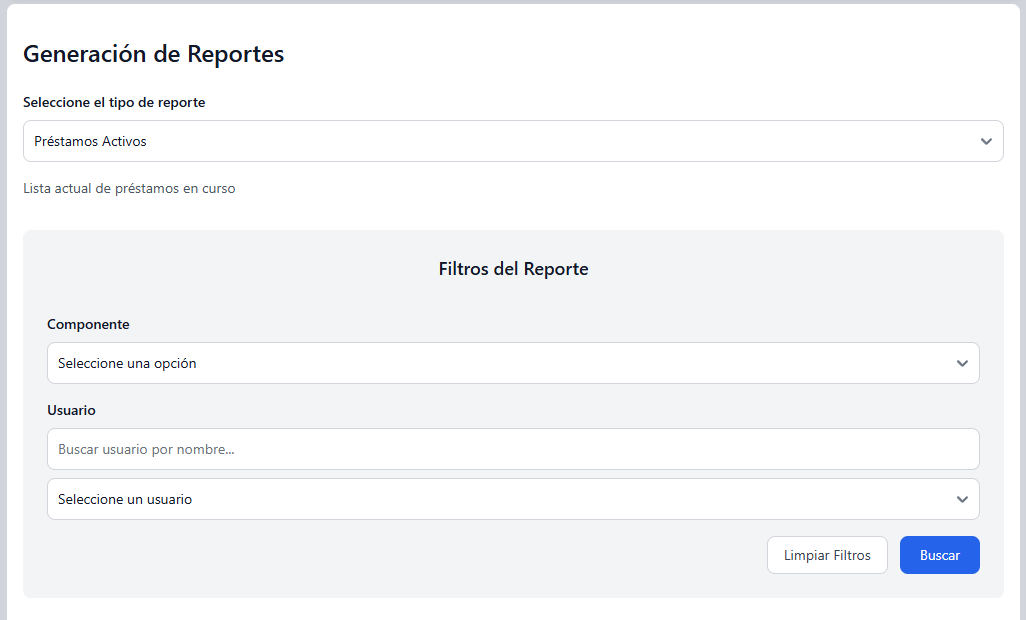 Generación de Reportes
Seleccione el tipo de reporte
Préstamos Activos
Lista actual de préstamos en curso
Filtros del Reporte
Componente
Seleccione una opción
Usuario
Buscar usuario por nombre...
Seleccione un usuario
Limpiar Filtros
Buscar